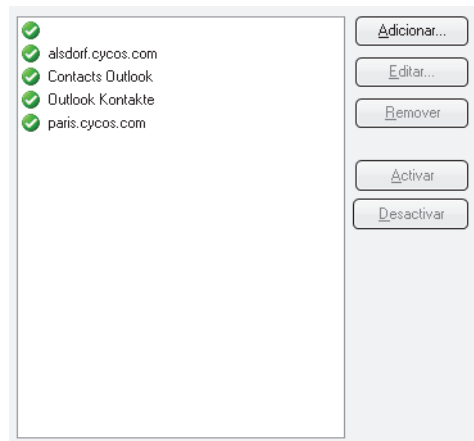 alsdorf.cycos.com
Contacts Outlook
Outlook Kontakte
paris.cycos.com
Adicionar...
Editar...
Remover
Activar
Desactivar